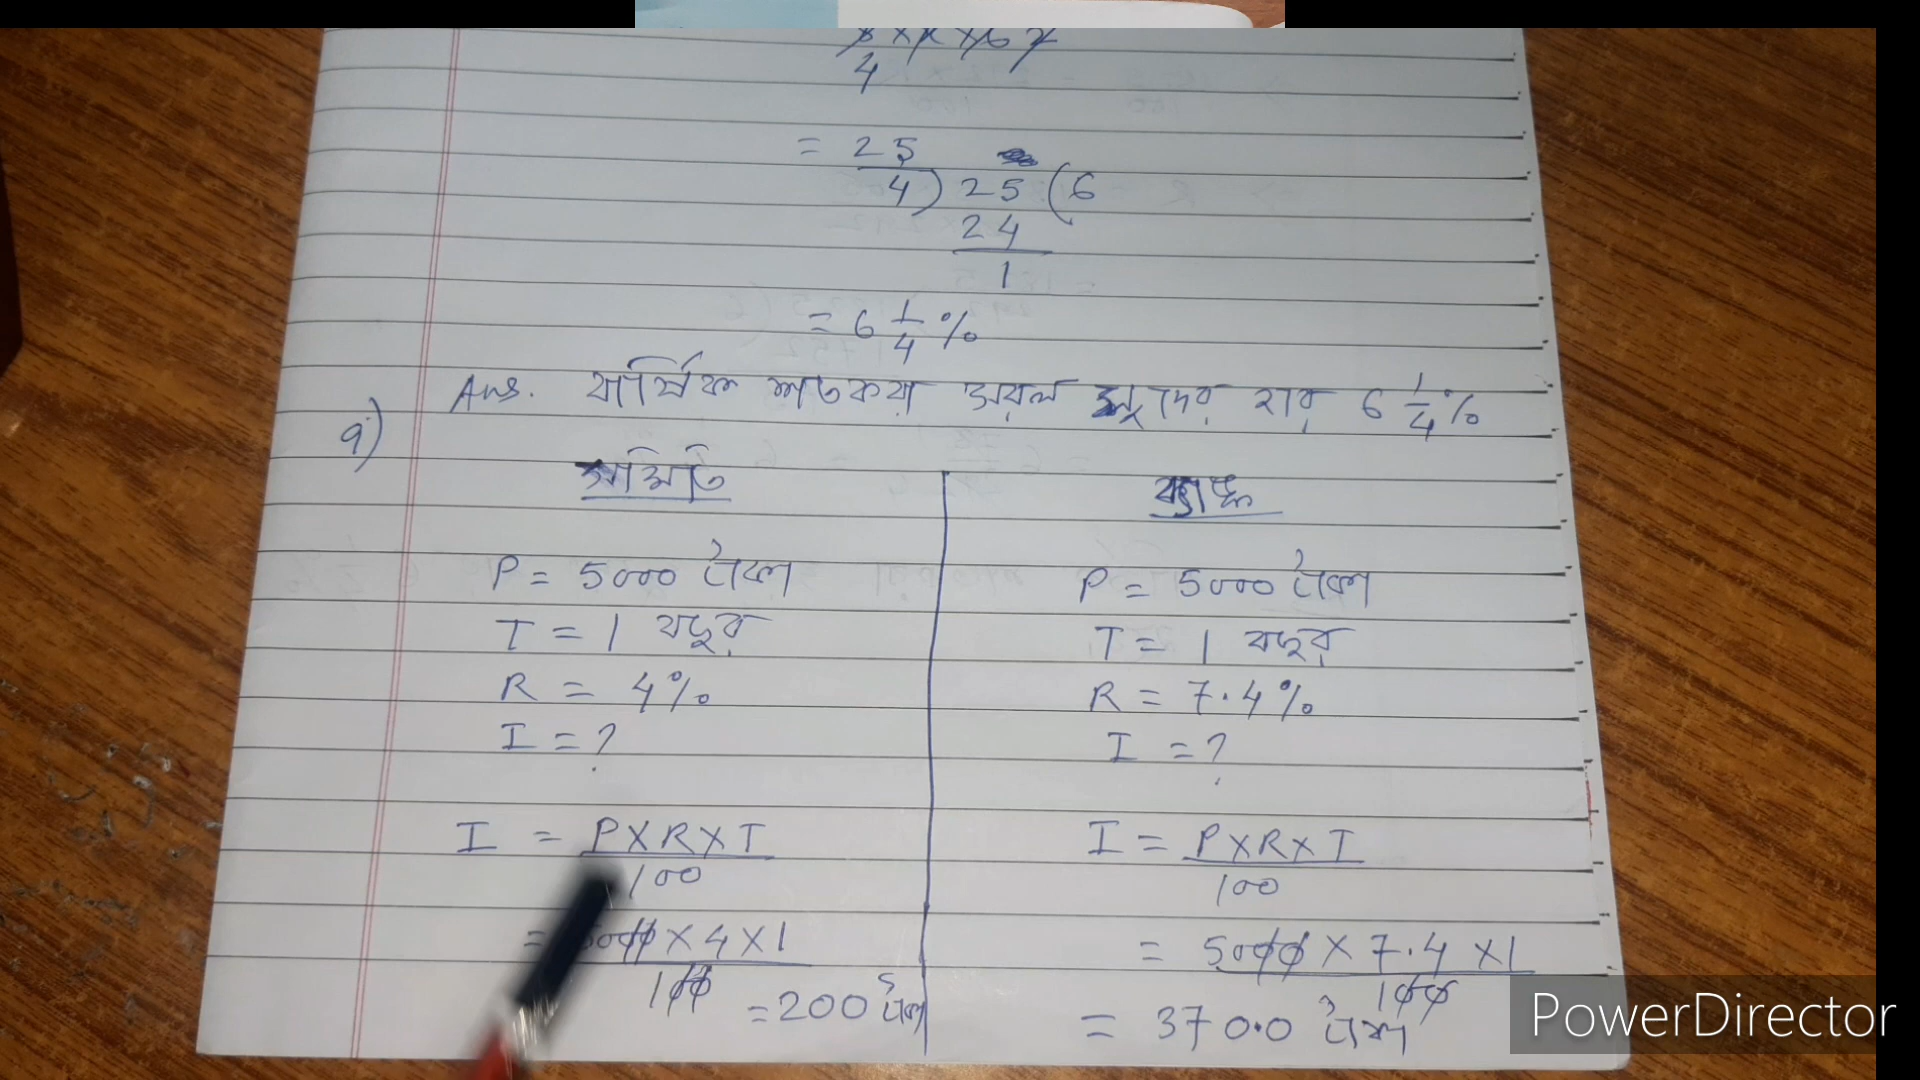 4
= 25
4 ) 25 ( 6
24
1
= 6 1/4 %
Ans. বার্ষিক শতকরা সরল সুদের হার 6 1/4 %
9)
সমিতি
P = 5000 টাকা
T = 1 বছর
R = 4%
I = ?
I = P×R×T
100
= 5000 × 4 × 1
100
= 200 টাকা
ব্যাঙ্ক
P = 5000 টাকা
T = 1 বছর
R = 7.4%
I = ?
I = P×R×T
100
= 5000 × 7.4 × 1
100
= 370.0 টাকা
PowerDirector